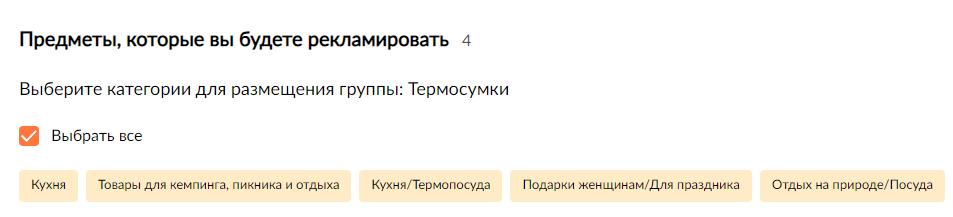 Предметы, которые вы будете рекламировать 4
Выберите категории для размещения группы: Термосумки
Выбрать все
Кухня Товары для кемпинга, пикника и отдыха Кухня/Термопосуда Подарки женщинам/Для праздника Отдых на природе/Посуда